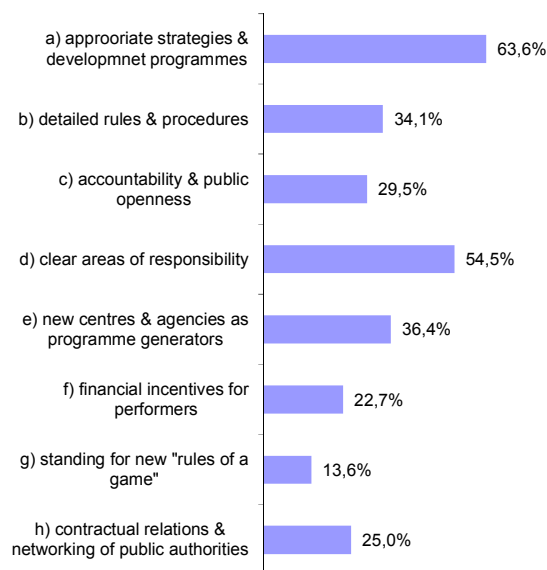 a) approoriate strategies &
developmnet programmes
63,6%
b) detailed rules & procedures
34,1%
c) accountability & public
openness
29,5%
d) clear areas of responsibility
54,5%
e) new centres & agencies as
programme generators
36,4%
f) financial incentives for
performers
22,7%
g) standing for new "rules of a
game"
13,6%
h) contractual relations &
networking of public authorities
25,0%